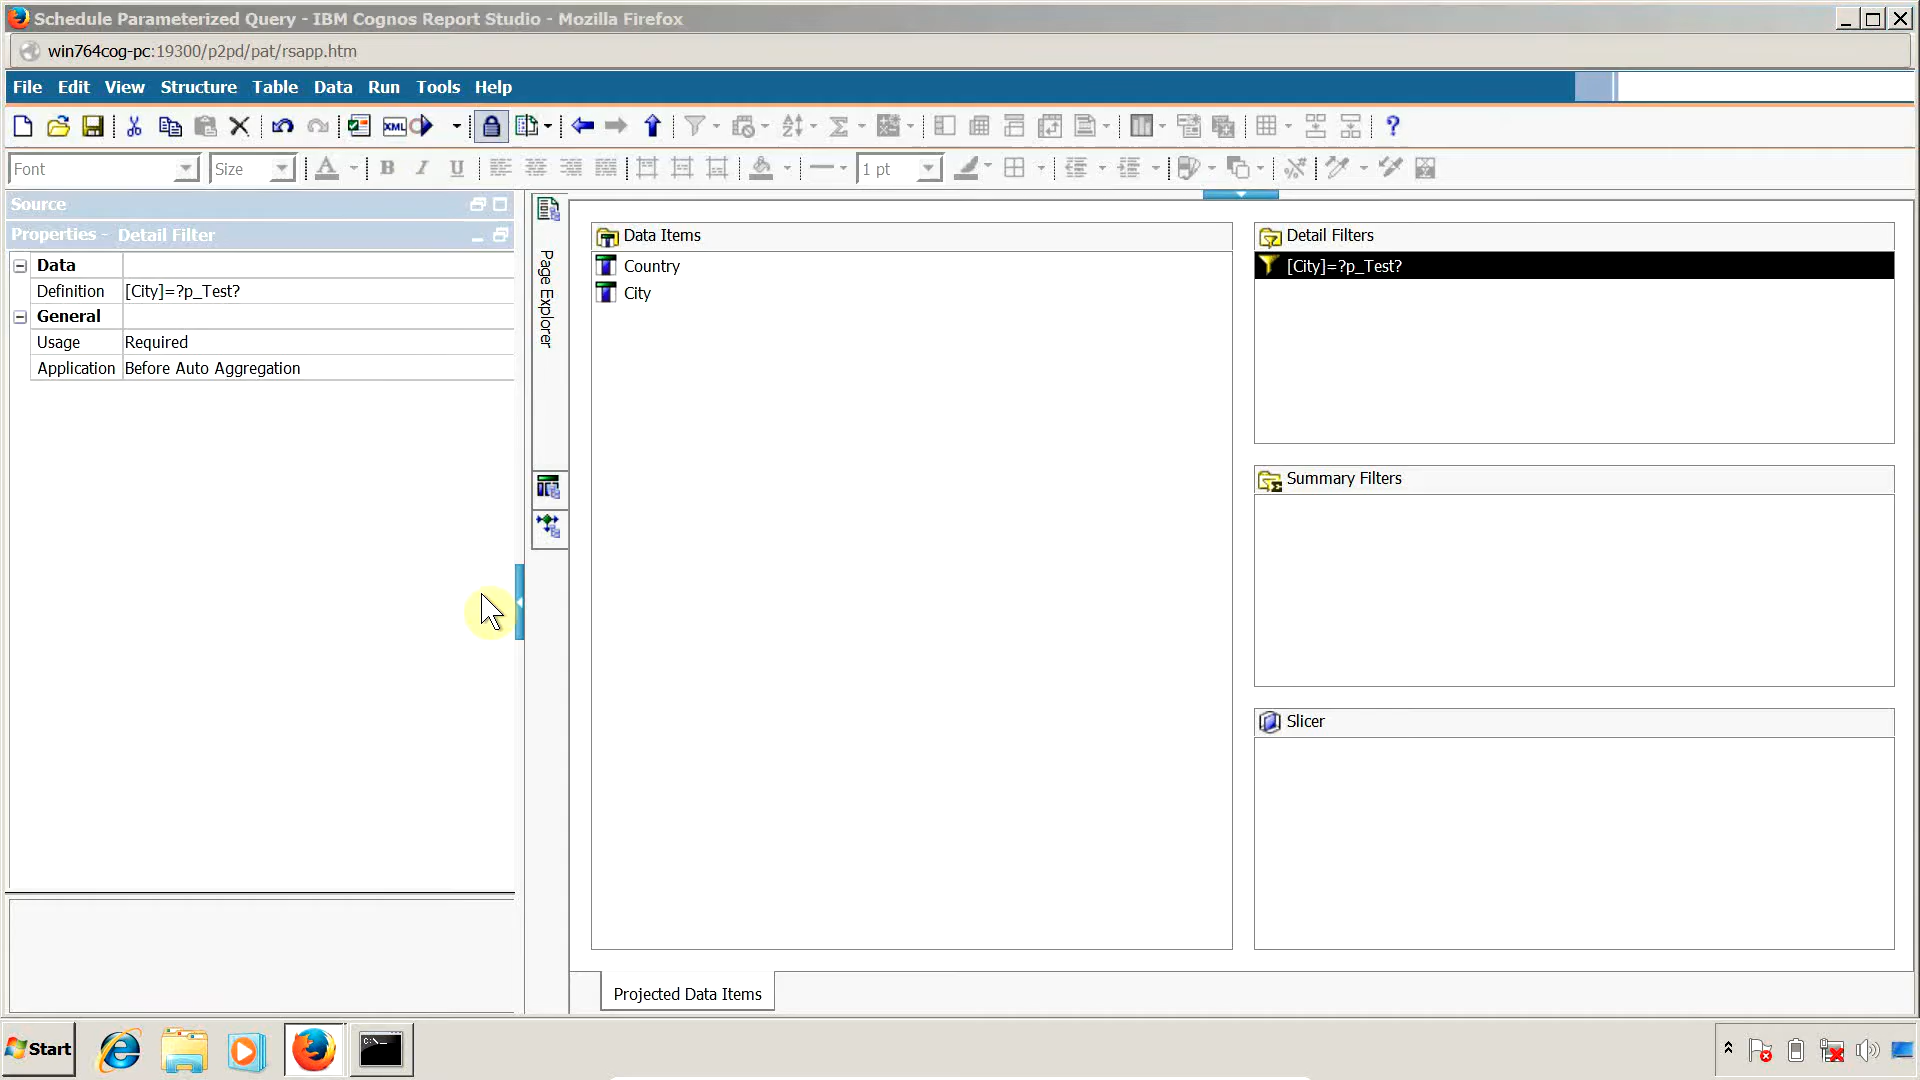 Schedule Parameterized Query - IBM Cognos Report Studio - Mozilla Firefox
win764cog-pc:19300/p2pd/pat/rsapp.htm
File Edit View Structure Table Data Run Tools Help
XML Σ ?
Font Size A B I U 1 pt
Source
Properties - Detail Filter
Data
Definition [City]=?p_Test?
General
Usage Required
Application Before Auto Aggregation
Page Explorer
Data Items
Country
City
Detail Filters
[City]=?p_Test?
Summary Filters
Slicer
Projected Data Items
Start
C:\_